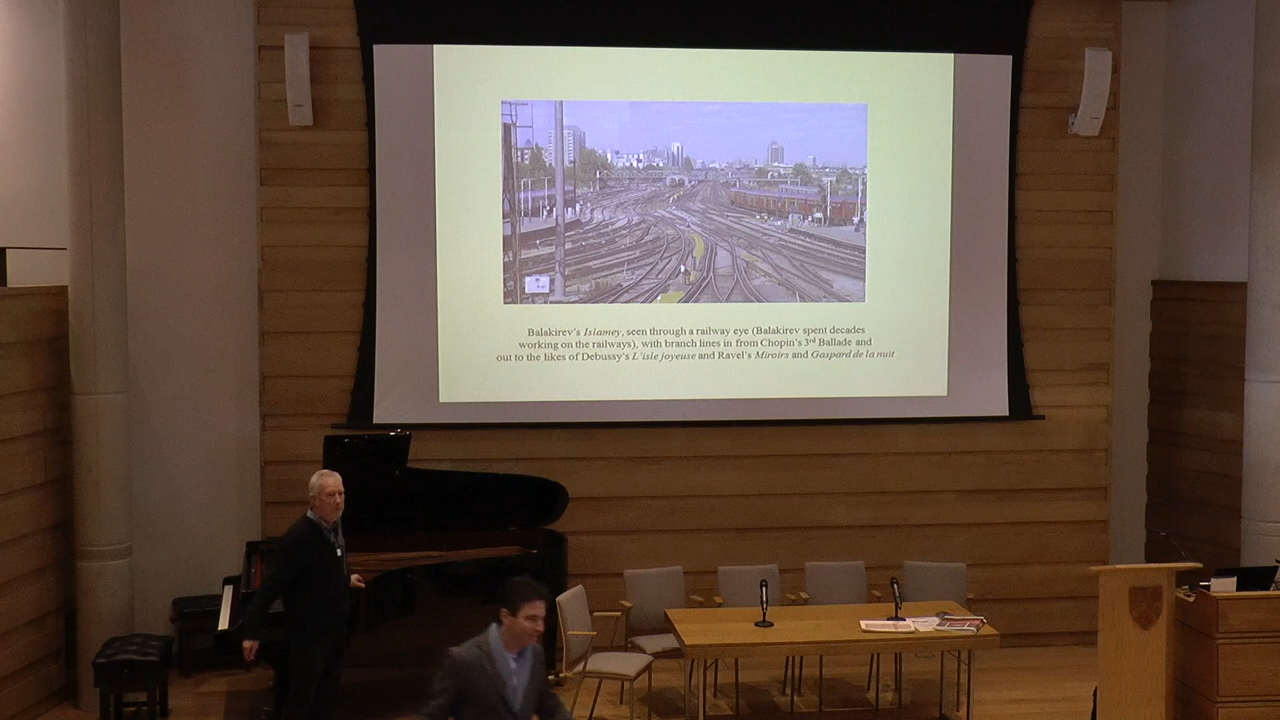 Balakirev's Islamey, seen through a railway eye (Balakirev spent decades
working on the railways), with branch lines in from Chopin's 3rd Ballade and
out to the likes of Debussy's L'isle joyeuse and Ravel's Miroirs and Gaspard de la nuit